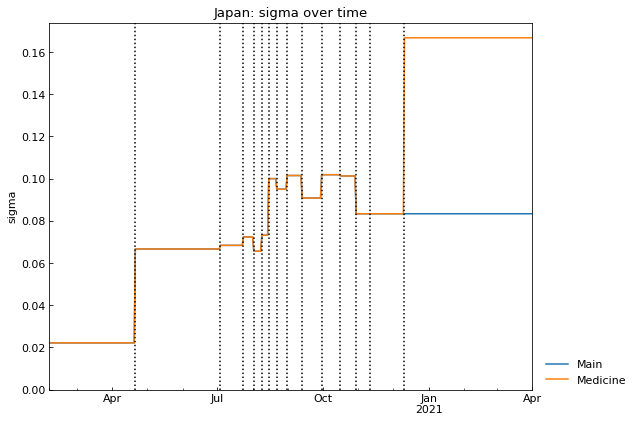 Japan: sigma over time
0.16
0.14
0.12
0.10
0.08
0.06
0.04
0.02
0.00
sigma
Apr
Jul
Oct
Jan
2021
Apr
Main
Medicine